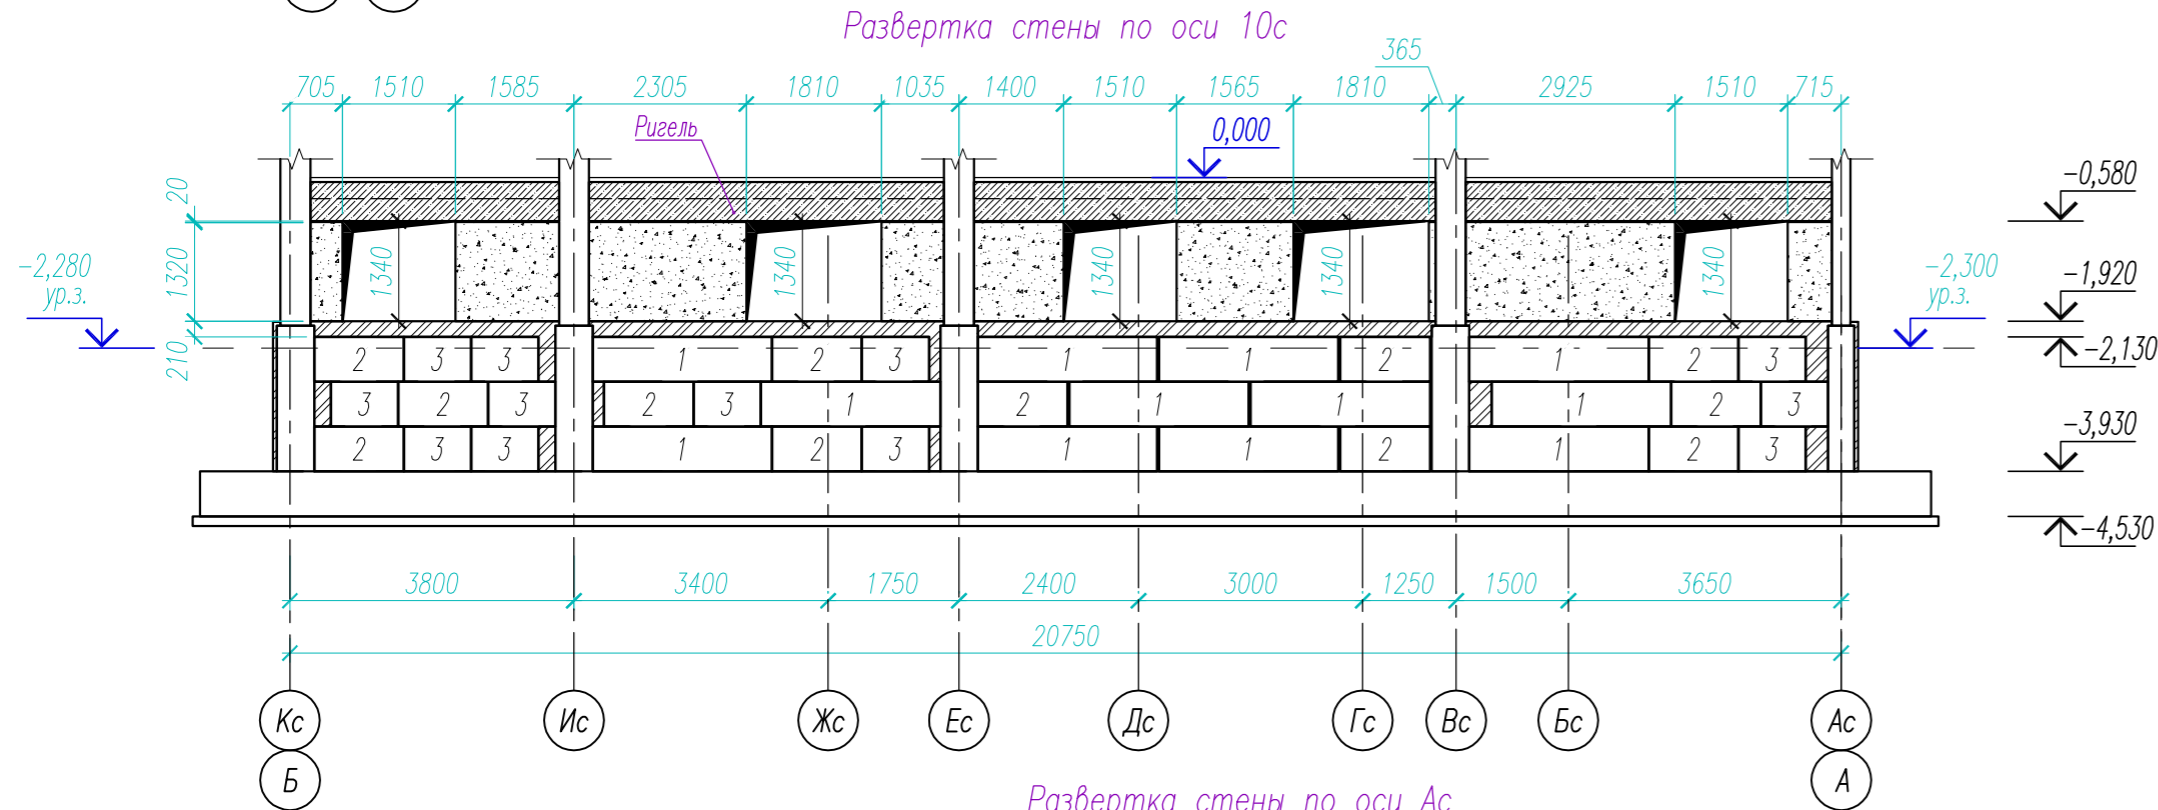 Развертка стены по оси 10с
365
705 1510 1585 2305 1810 1035 1400 1510 1565 1810 2925 1510 715
Ригель
0,000
-0,580
20
1320
210
-2,280
ур.з.
1340 1340 1340 1340 1340
-2,300
ур.з.
-1,920
-2,130
2 3 3 1 2 3 1 1 2 1 2 3
3 2 3 2 3 1 2 1 1 1 2 3
2 3 3 1 2 3 1 1 2 1 2 3
-3,930
-4,530
3800 3400 1750 2400 3000 1250 1500 3650
20750
Кс Ис Жс Ес Дс Гс Вс Бс Ас
Б А
Развертка стены по оси Ас